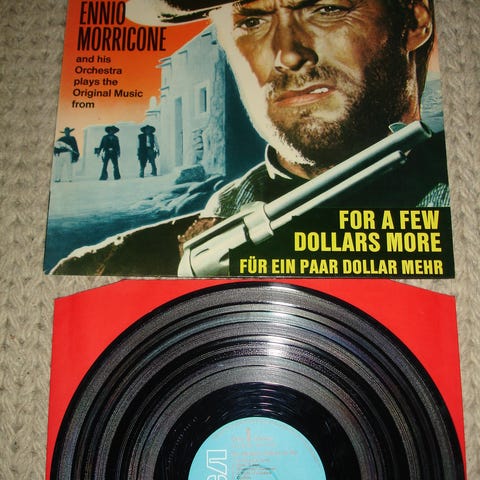 ENNIO
MORRICONE
and his
Orchestra
plays the
Original Music
from
FOR A FEW
DOLLARS MORE
FÜR EIN PAAR DOLLAR MEHR